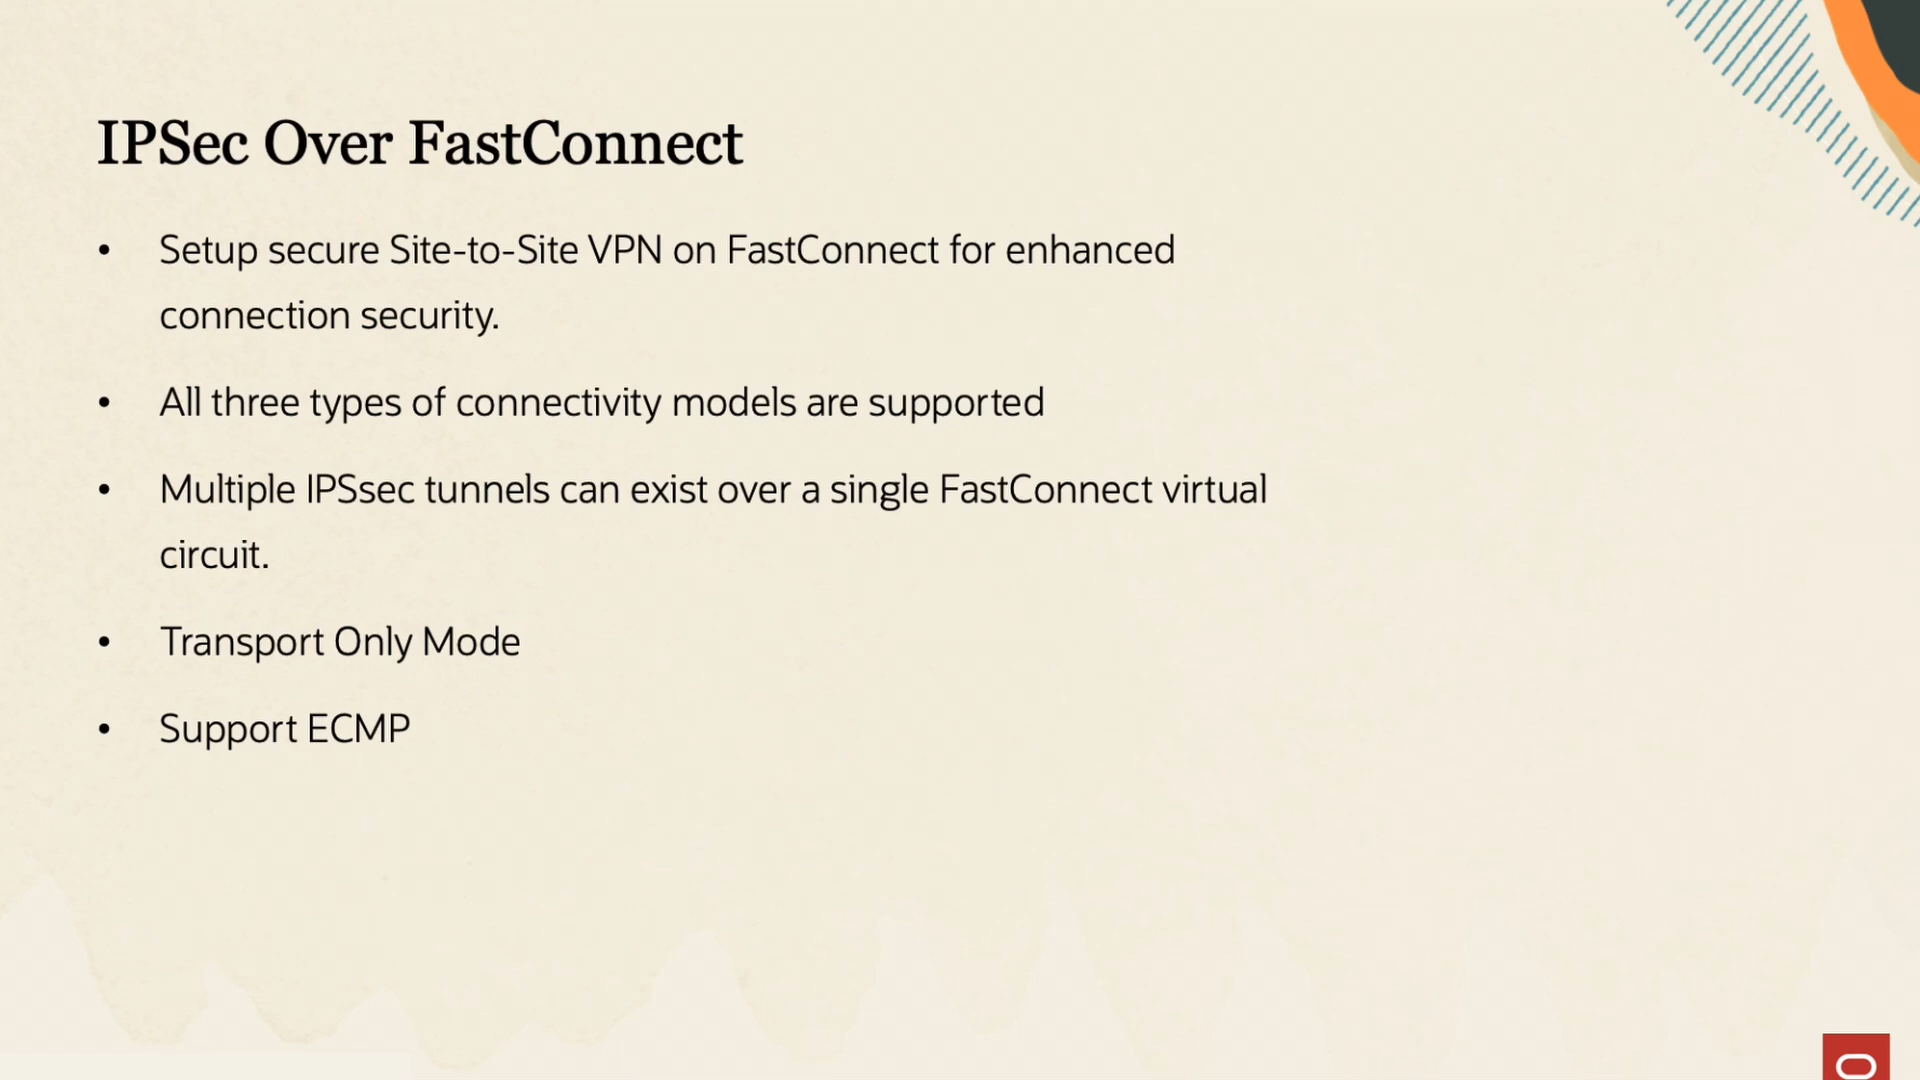 IPSec Over FastConnect
• Setup secure Site-to-Site VPN on FastConnect for enhanced
connection security.
• All three types of connectivity models are supported
• Multiple IPSsec tunnels can exist over a single FastConnect virtual
circuit.
• Transport Only Mode
• Support ECMP